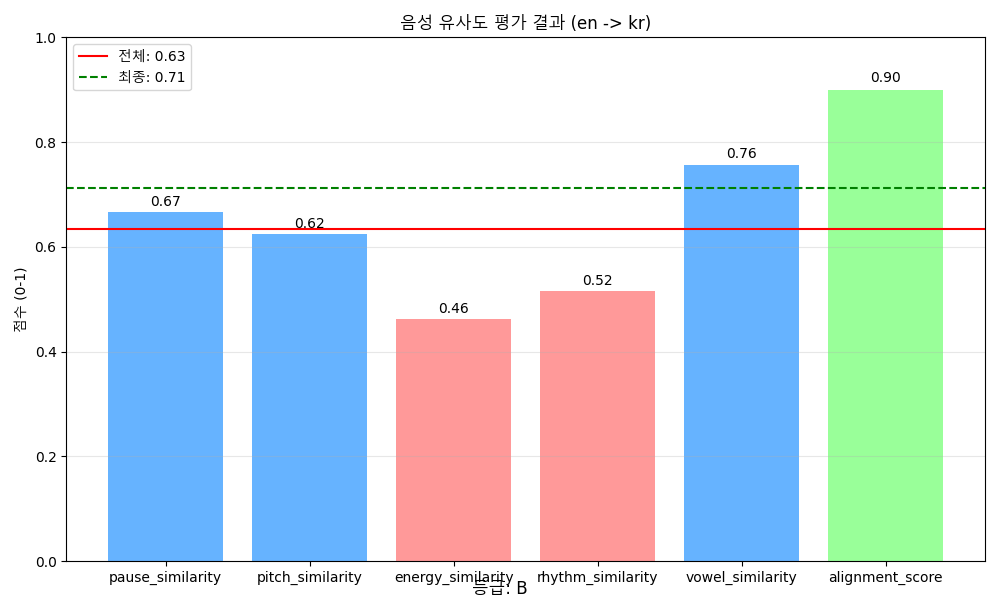 음성 유사도 평가 결과 (en -> kr)
전체: 0.63
최종: 0.71
점수 (0-1)
1.0
0.8
0.6
0.4
0.2
0.0
0.67
0.62
0.46
0.52
0.76
0.90
pause_similarity
pitch_similarity
energy_similarity
rhythm_similarity
vowel_similarity
alignment_score
등급: B